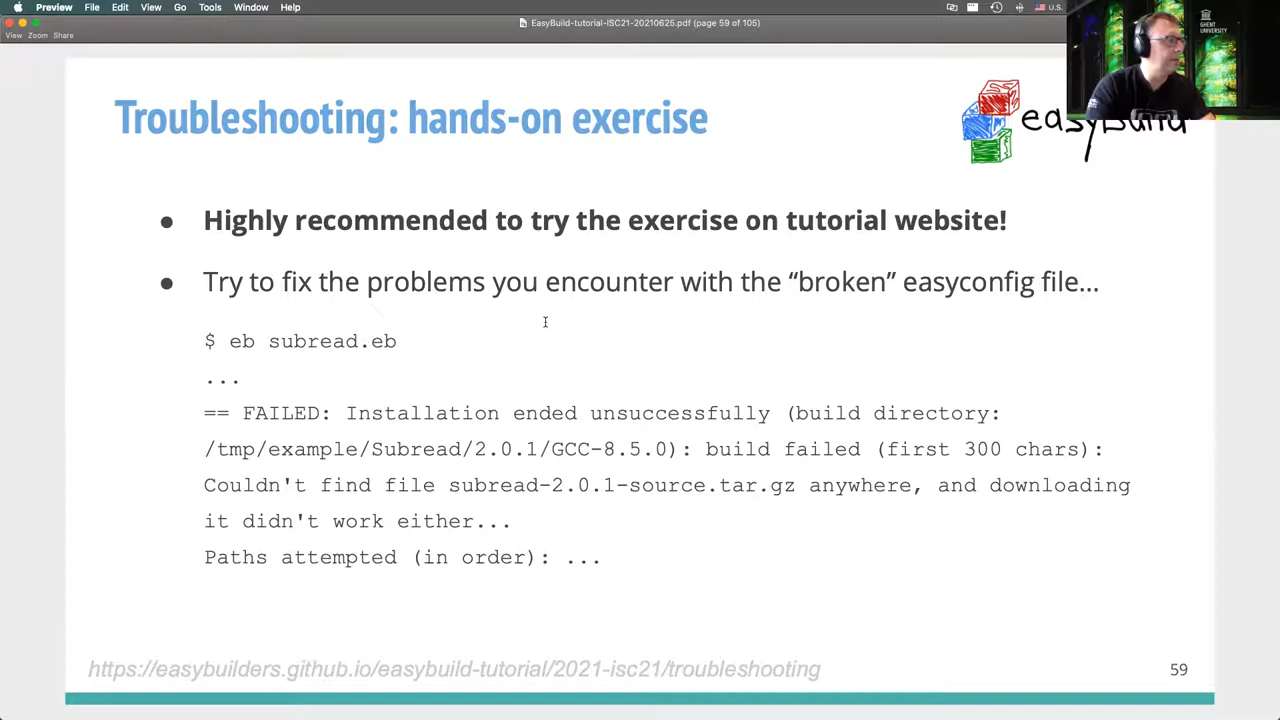 Preview File Edit View Go Tools Window Help U.S.
EasyBuild-tutorial-ISC21-20210625.pdf (page 59 of 105)
View Zoom Share
GHENT
UNIVERSITY
Troubleshooting: hands-on exercise
easybuild
● Highly recommended to try the exercise on tutorial website!
● Try to fix the problems you encounter with the “broken” easyconfig file...
$ eb subread.eb
...
== FAILED: Installation ended unsuccessfully (build directory:
/tmp/example/Subread/2.0.1/GCC-8.5.0): build failed (first 300 chars):
Couldn't find file subread-2.0.1-source.tar.gz anywhere, and downloading
it didn't work either...
Paths attempted (in order): ...
https://easybuilders.github.io/easybuild-tutorial/2021-isc21/troubleshooting
59